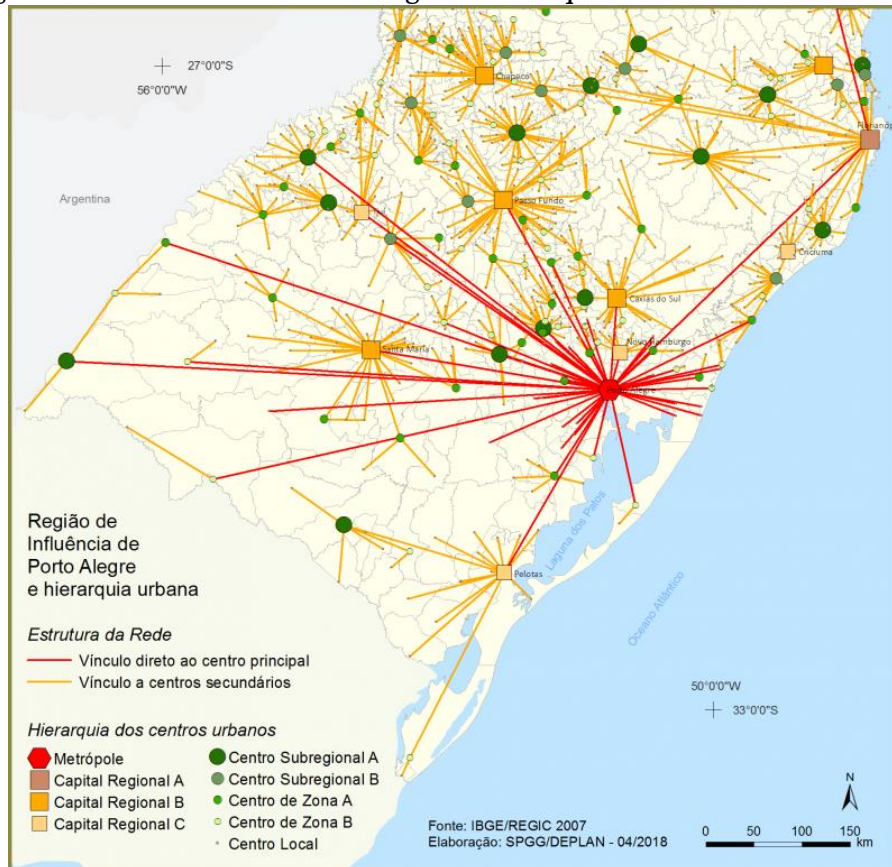 27°0'0"S
56°0'0"W
Chapecó
Argentina
Passo Fundo
Criciuma
Caxias do Sul
Novo Hamburgo
Santa Maria
Porto Alegre
Laguna dos Patos
Pelotas
Oceano Atlântico
50°0'0"W
33°0'0"S
Região de
Influência de
Porto Alegre
e hierarquia urbana
Estrutura da Rede
Vínculo direto ao centro principal
Vínculo a centros secundários
Hierarquia dos centros urbanos
Metrópole
Capital Regional A
Capital Regional B
Capital Regional C
Centro Subregional A
Centro Subregional B
Centro de Zona A
Centro de Zona B
Centro Local
Fonte: IBGE/REGIC 2007
Elaboração: SPGG/DEPLAN - 04/2018
N
0 50 100 150
km